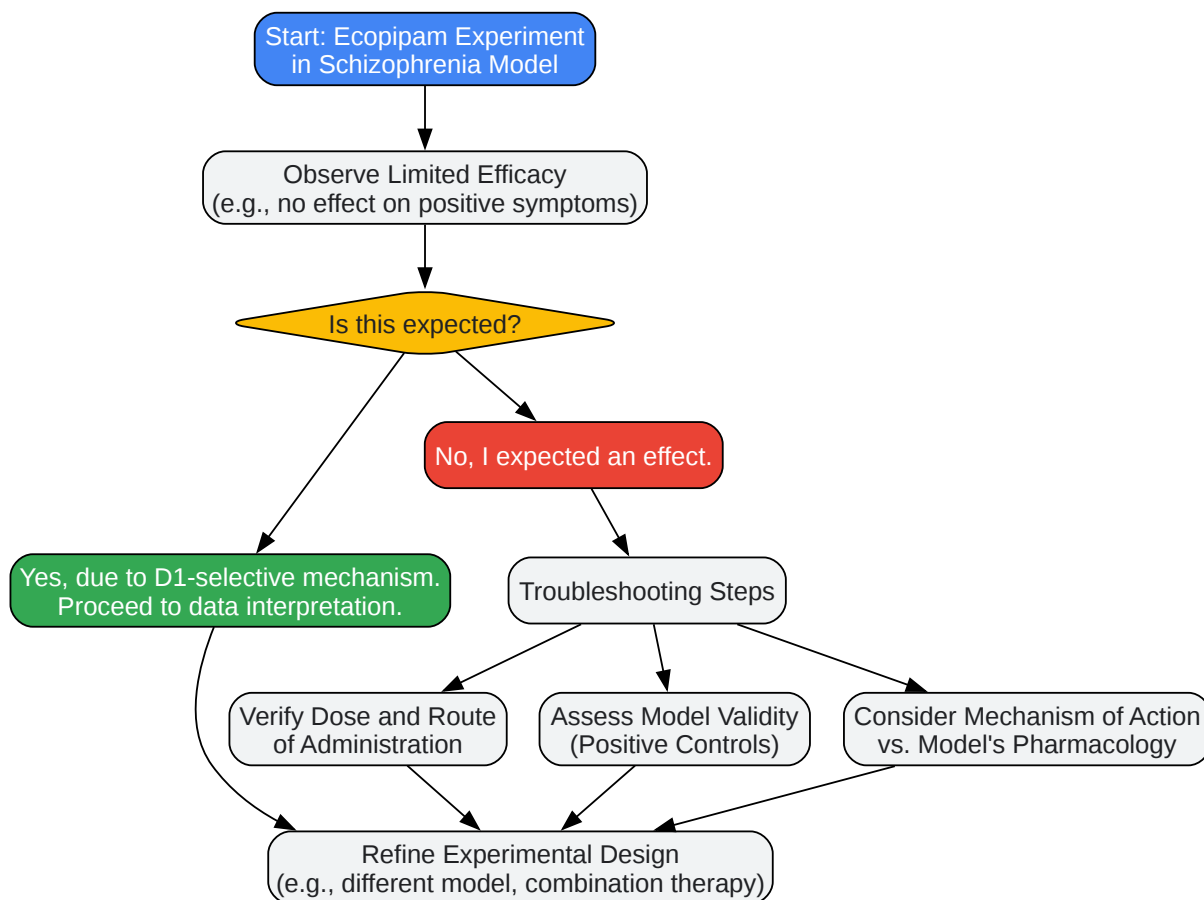 Start: Ecopipam Experiment
in Schizophrenia Model
Observe Limited Efficacy
(e.g., no effect on positive symptoms)
Is this expected?
No, I expected an effect.
Yes, due to D1-selective mechanism.
Proceed to data interpretation.
Troubleshooting Steps
Verify Dose and Route
of Administration
Assess Model Validity
(Positive Controls)
Consider Mechanism of Action
vs. Model's Pharmacology
Refine Experimental Design
(e.g., different model, combination therapy)